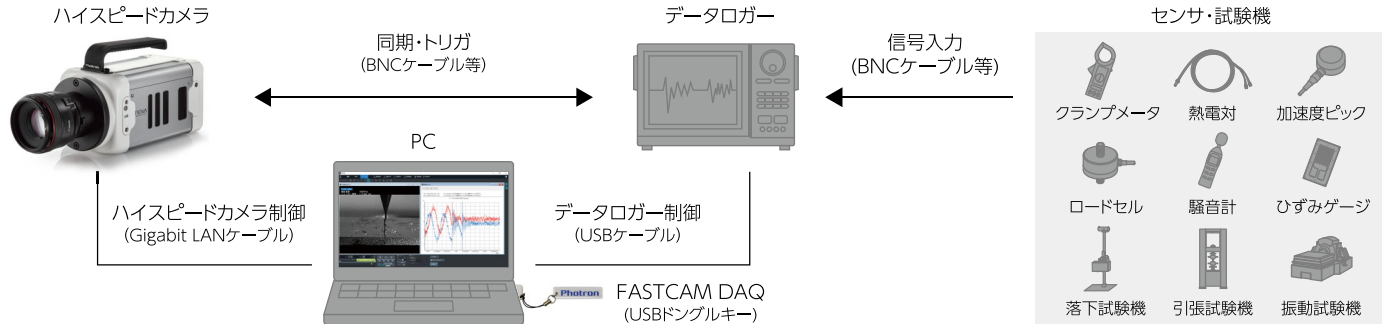 ハイスピードカメラ
データロガー
センサ・試験機
同期・トリガ
(BNCケーブル等)
信号入力
(BNCケーブル等)
クランプメータ
熱電対
加速度ピック
PC
ロードセル
騒音計
ひずみゲージ
ハイスピードカメラ制御
(Gigabit LANケーブル)
データロガー制御
(USBケーブル)
Photron
FASTCAM DAQ
(USBドングルキー)
落下試験機
引張試験機
振動試験機